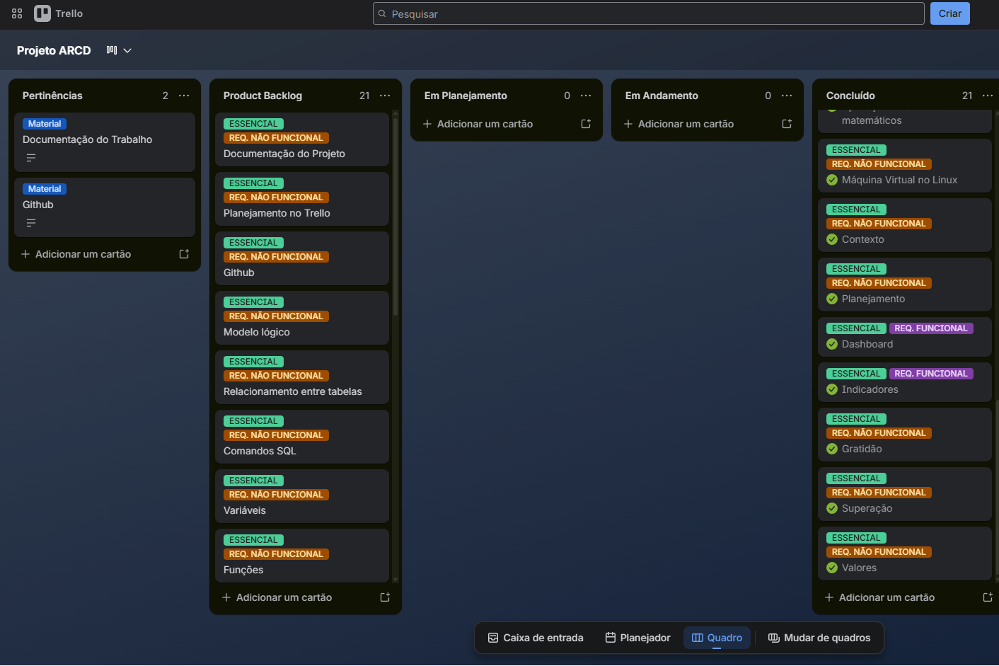 Trello
Pesquisar
Criar
Projeto ARCD
Pertinências 2
Material
Documentação do Trabalho
Material
Github
Adicionar um cartão
Product Backlog 21
ESSENCIAL
REQ. NÃO FUNCIONAL
Documentação do Projeto
ESSENCIAL
REQ. NÃO FUNCIONAL
Planejamento no Trello
ESSENCIAL
REQ. NÃO FUNCIONAL
Github
ESSENCIAL
REQ. NÃO FUNCIONAL
Modelo lógico
ESSENCIAL
REQ. NÃO FUNCIONAL
Relacionamento entre tabelas
ESSENCIAL
REQ. NÃO FUNCIONAL
Comandos SQL
ESSENCIAL
REQ. NÃO FUNCIONAL
Variáveis
ESSENCIAL
REQ. NÃO FUNCIONAL
Funções
Adicionar um cartão
Em Planejamento 0
Adicionar um cartão
Em Andamento 0
Adicionar um cartão
Concluído 21
matemáticos
ESSENCIAL
REQ. NÃO FUNCIONAL
Máquina Virtual no Linux
ESSENCIAL
REQ. NÃO FUNCIONAL
Contexto
ESSENCIAL
REQ. NÃO FUNCIONAL
Planejamento
ESSENCIAL REQ. FUNCIONAL
Dashboard
ESSENCIAL REQ. FUNCIONAL
Indicadores
ESSENCIAL
REQ. NÃO FUNCIONAL
Gratidão
ESSENCIAL
REQ. NÃO FUNCIONAL
Superação
ESSENCIAL
REQ. NÃO FUNCIONAL
Valores
Adicionar um cartão
Caixa de entrada
Planejador
Quadro
Mudar de quadros